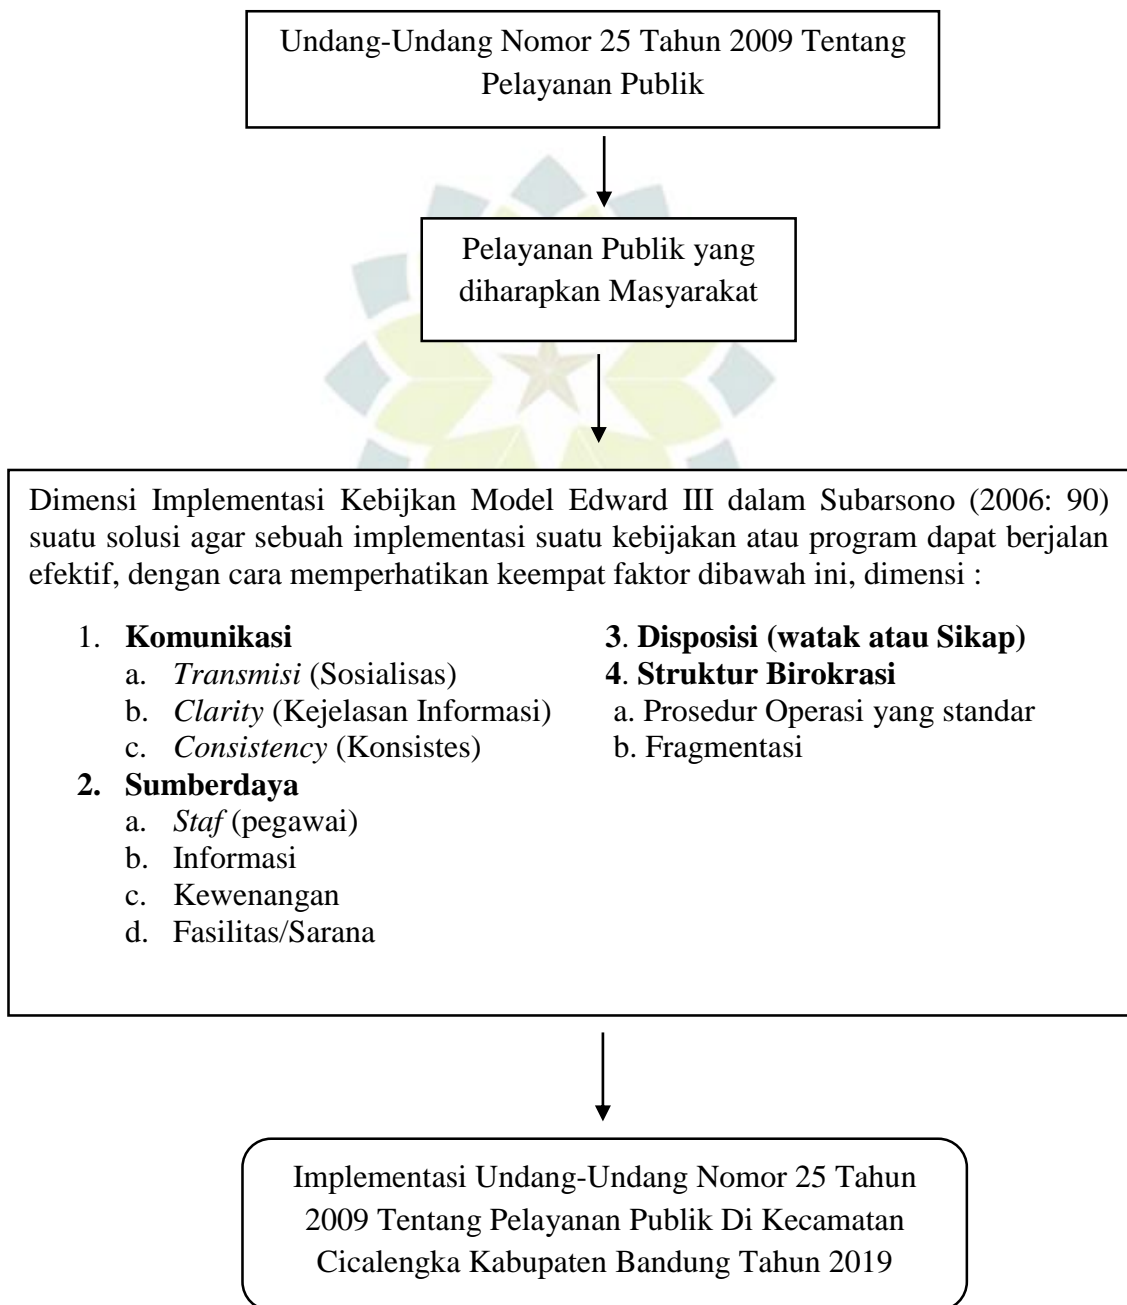 Undang-Undang Nomor 25 Tahun 2009 Tentang
Pelayanan Publik
Pelayanan Publik yang
diharapkan Masyarakat
Dimensi Implementasi Kebijkan Model Edward III dalam Subarsono (2006: 90)
suatu solusi agar sebuah implementasi suatu kebijakan atau program dapat berjalan
efektif, dengan cara memperhatikan keempat faktor dibawah ini, dimensi :
1. Komunikasi
a. Transmisi (Sosialisas)
b. Clarity (Kejelasan Informasi)
c. Consistency (Konsistes)
2. Sumberdaya
a. Staf (pegawai)
b. Informasi
c. Kewenangan
d. Fasilitas/Sarana
3. Disposisi (watak atau Sikap)
4. Struktur Birokrasi
a. Prosedur Operasi yang standar
b. Fragmentasi
Implementasi Undang-Undang Nomor 25 Tahun
2009 Tentang Pelayanan Publik Di Kecamatan
Cicalengka Kabupaten Bandung Tahun 2019